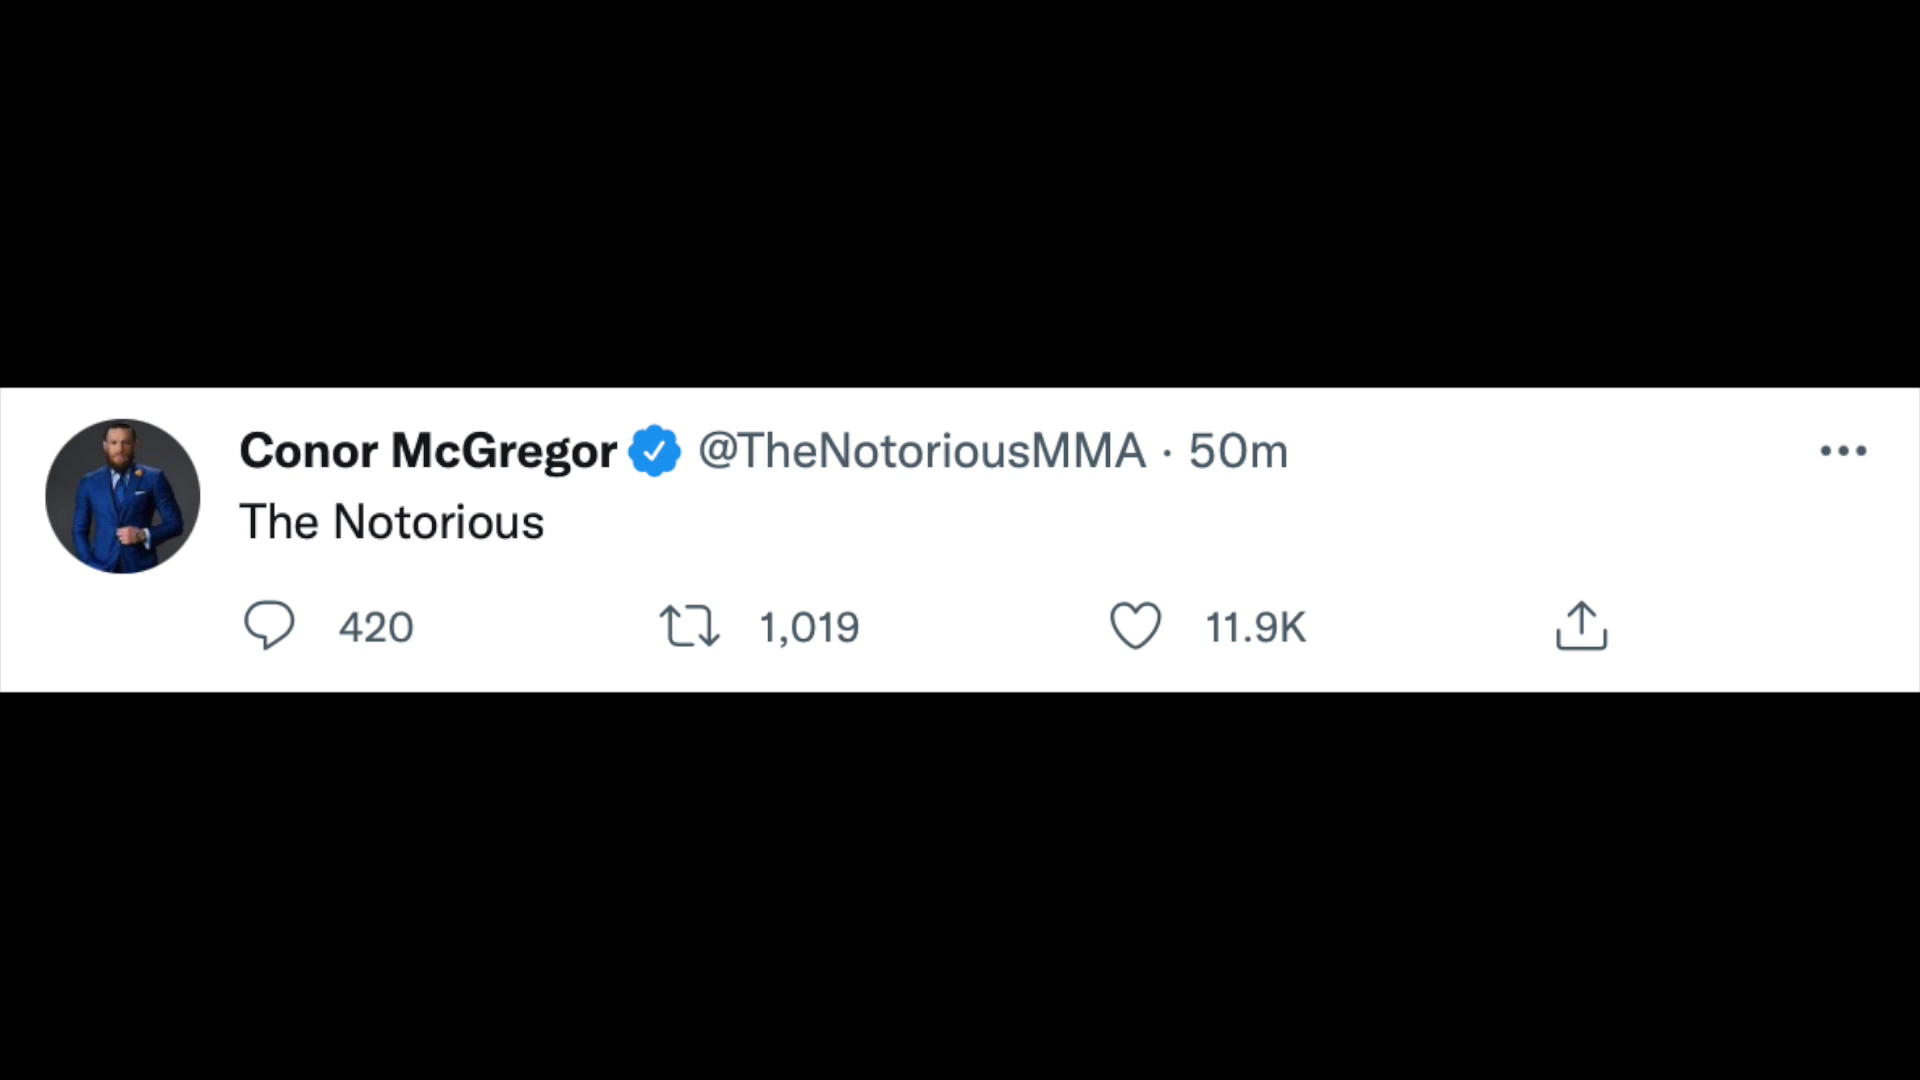 Conor McGregor @TheNotoriousMMA · 50m
The Notorious
420 1,019 11.9K